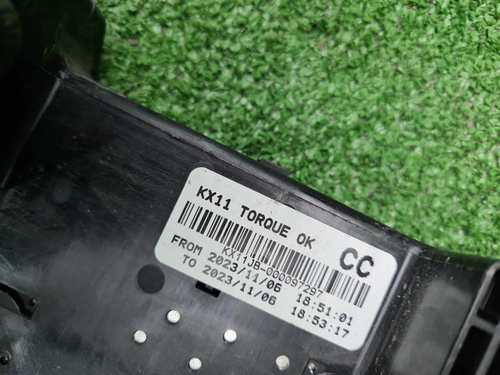 KX11 TORQUE OK
CC
KX11JB-000097297
FROM 2023/11/06 18:51:01
TO 2023/11/06 18:53:17